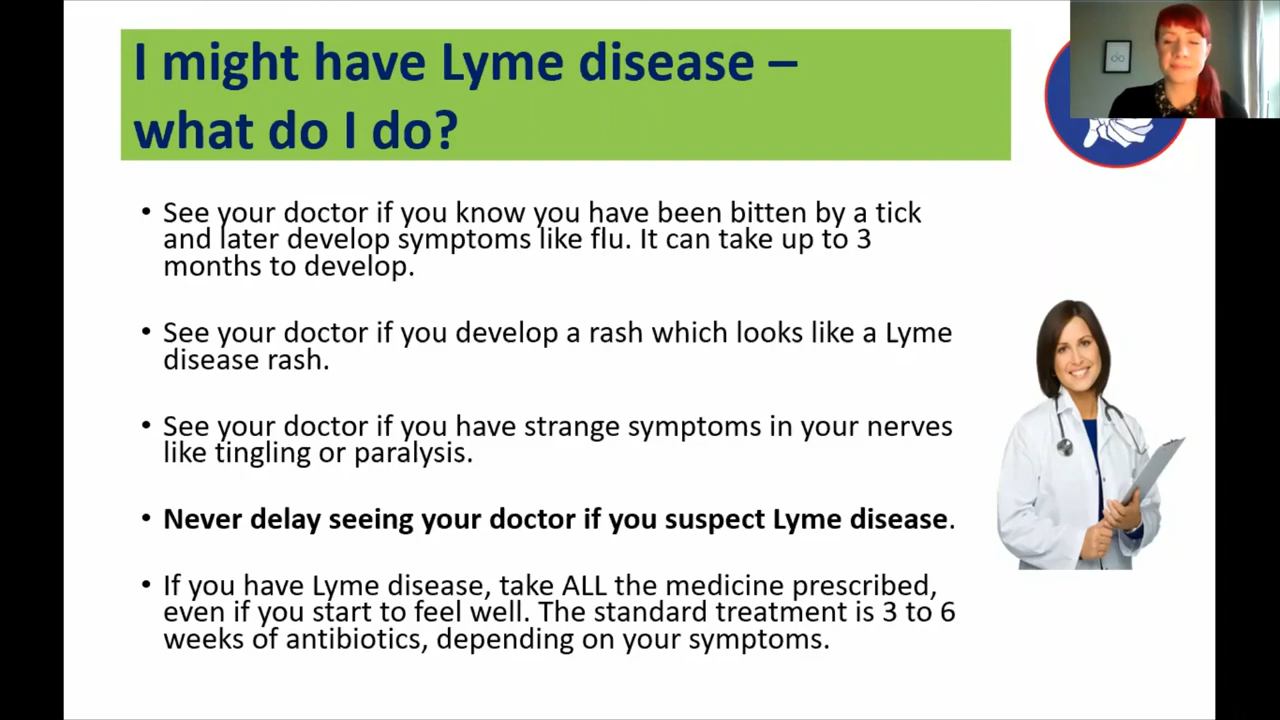 I might have Lyme disease –
what do I do?
• See your doctor if you know you have been bitten by a tick
and later develop symptoms like flu. It can take up to 3
months to develop.
• See your doctor if you develop a rash which looks like a Lyme
disease rash.
• See your doctor if you have strange symptoms in your nerves
like tingling or paralysis.
• Never delay seeing your doctor if you suspect Lyme disease.
• If you have Lyme disease, take ALL the medicine prescribed,
even if you start to feel well. The standard treatment is 3 to 6
weeks of antibiotics, depending on your symptoms.